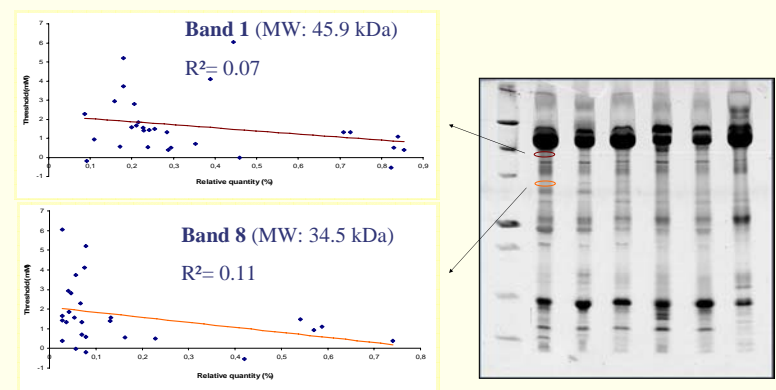 Band 1 (MW: 45.9 kDa)
R²= 0.07
Threshold(mM)
7
6
5
4
3
2
1
0
-1
0 0,1 0,2 0,3 0,4 0,5 0,6 0,7 0,8 0,9
Relative quantity (%)
Band 8 (MW: 34.5 kDa)
R²= 0.11
Threshold(mM)
7
6
5
4
3
2
1
0
-1
0 0,1 0,2 0,3 0,4 0,5 0,6 0,7 0,8
Relative quantity (%)